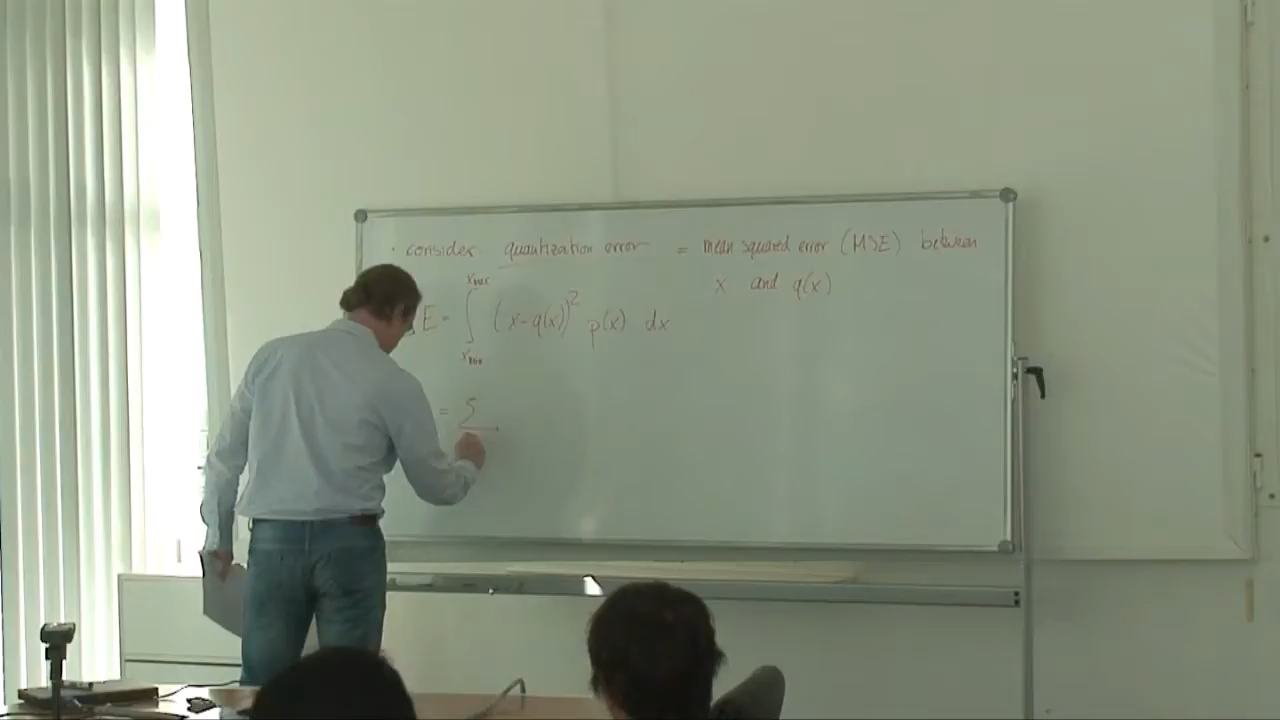 · consider quantization error = mean squared error (MSE) between
x and q(x)
E = ∫ (x-q(x))² p(x) dx
= Σ